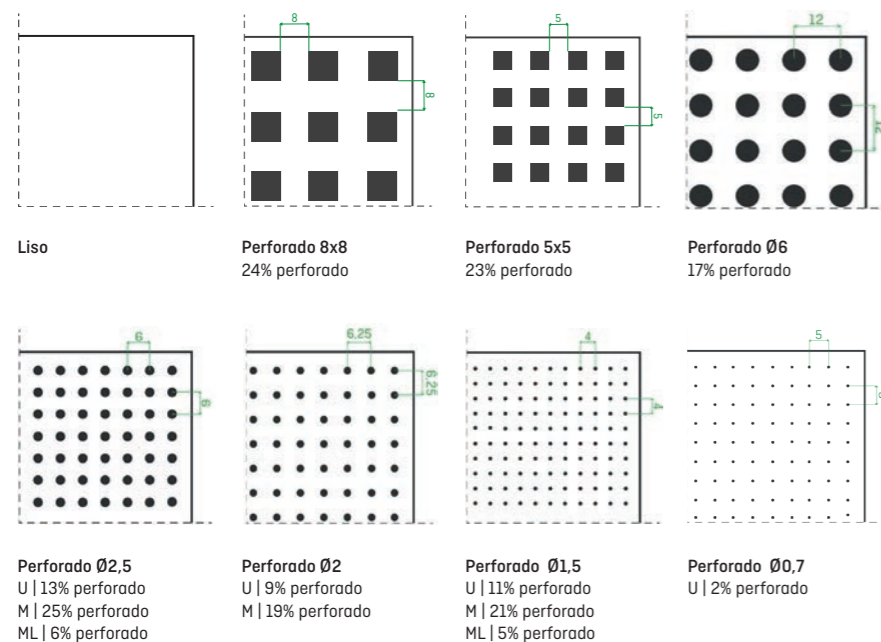 8
8
5
5
12
12
Liso
Perforado 8x8
24% perforado
Perforado 5x5
23% perforado
Perforado Ø6
17% perforado
6
6
6,25
6,25
4
4
5
Perforado Ø2,5
U | 13% perforado
M | 25% perforado
ML | 6% perforado
Perforado Ø2
U | 9% perforado
M | 19% perforado
Perforado Ø1,5
U | 11% perforado
M | 21% perforado
ML | 5% perforado
Perforado Ø0,7
U | 2% perforado